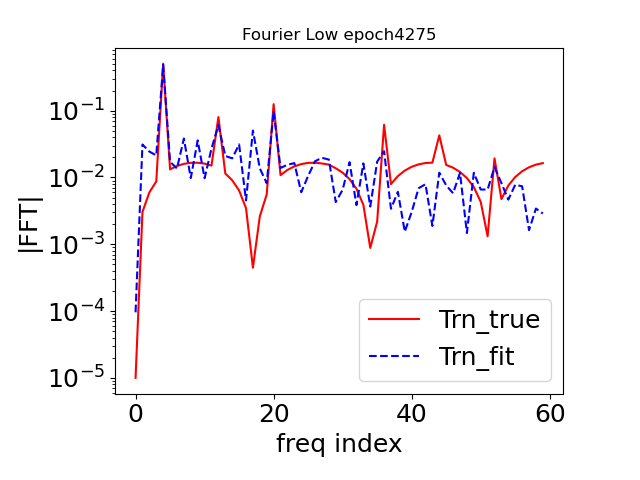 Fourier Low epoch4275
|FFT|
10⁻¹
10⁻²
10⁻³
10⁻⁴
10⁻⁵
Trn_true
Trn_fit
0 20 40 60
freq index